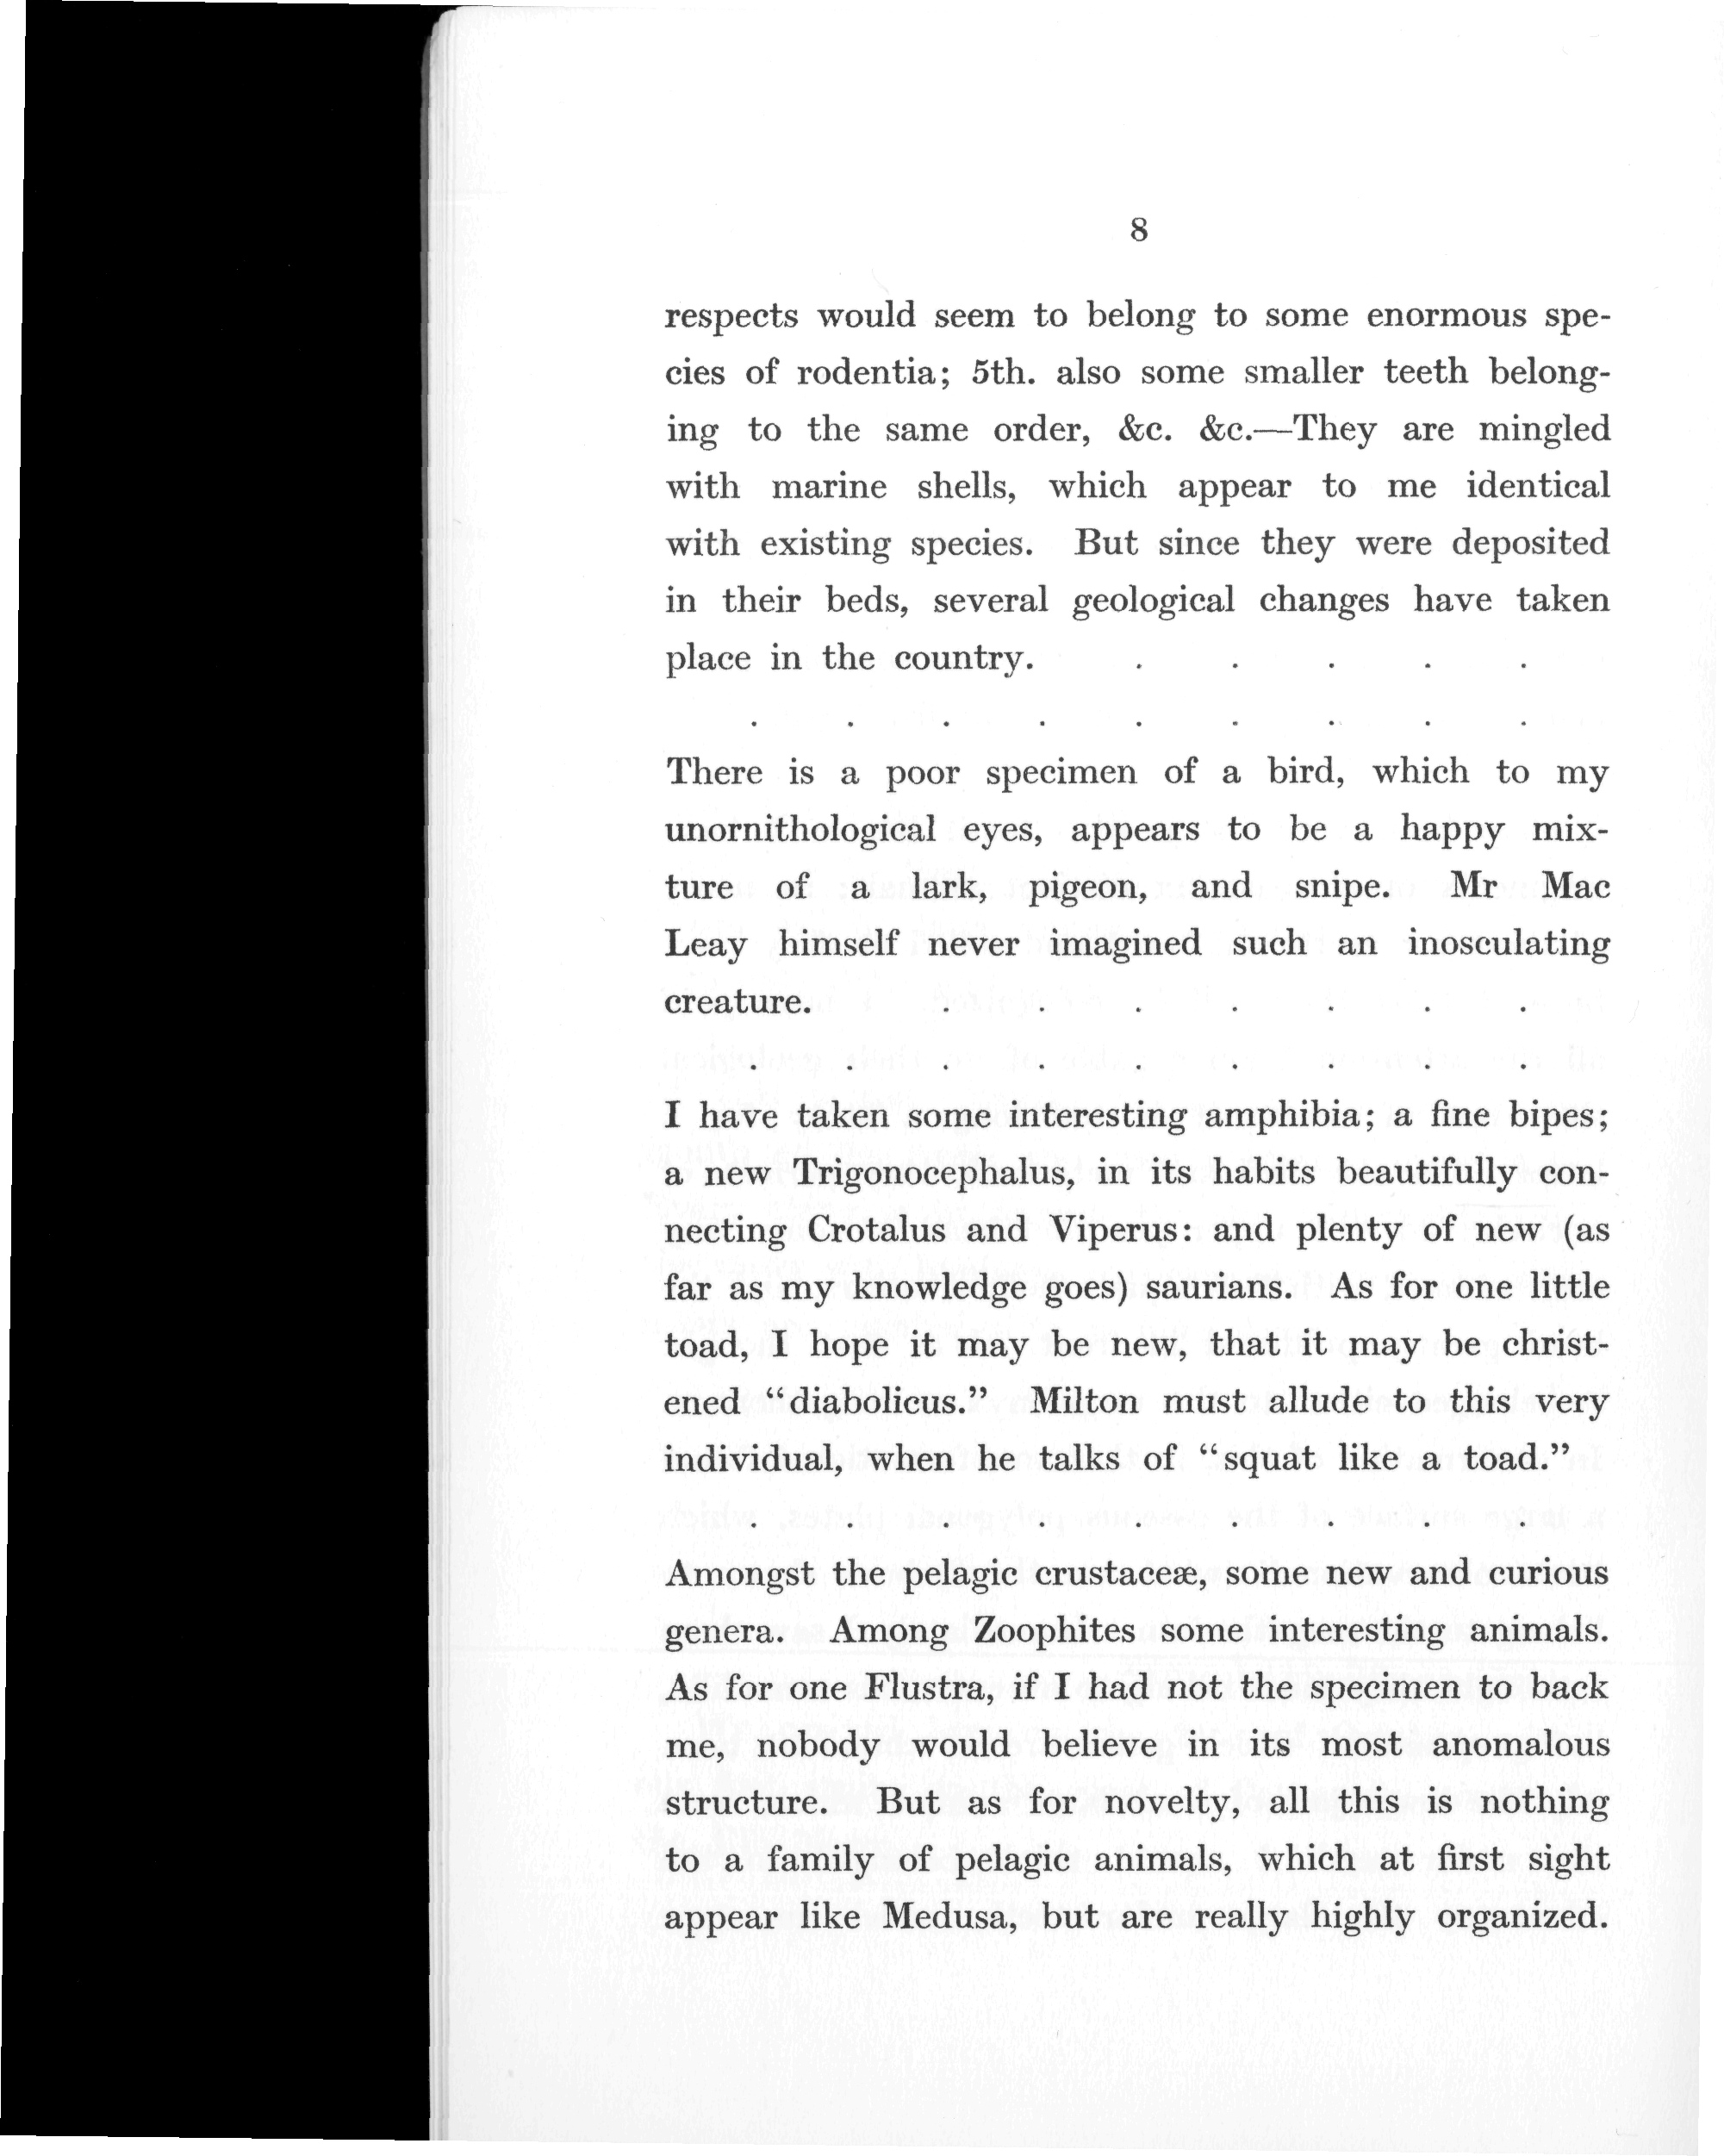 8
respects would seem to belong to some enormous spe-
cies of rodentia; 5th. also some smaller teeth belong-
ing to the same order, &c. &c.—They are mingled
with marine shells, which appear to me identical
with existing species. But since they were deposited
in their beds, several geological changes have taken
place in the country. . . . . .
. . . . . . . . .
There is a poor specimen of a bird, which to my
unornithological eyes, appears to be a happy mix-
ture of a lark, pigeon, and snipe. Mr Mac
Leay himself never imagined such an inosculating
creature. . . . . . . .
. . . . . . . . .
I have taken some interesting amphibia; a fine bipes;
a new Trigonocephalus, in its habits beautifully con-
necting Crotalus and Viperus: and plenty of new (as
far as my knowledge goes) saurians. As for one little
toad, I hope it may be new, that it may be christ-
ened “diabolicus.” Milton must allude to this very
individual, when he talks of “squat like a toad.”
. . . . . . . . .
Amongst the pelagic crustaceæ, some new and curious
genera. Among Zoophites some interesting animals.
As for one Flustra, if I had not the specimen to back
me, nobody would believe in its most anomalous
structure. But as for novelty, all this is nothing
to a family of pelagic animals, which at first sight
appear like Medusa, but are really highly organized.